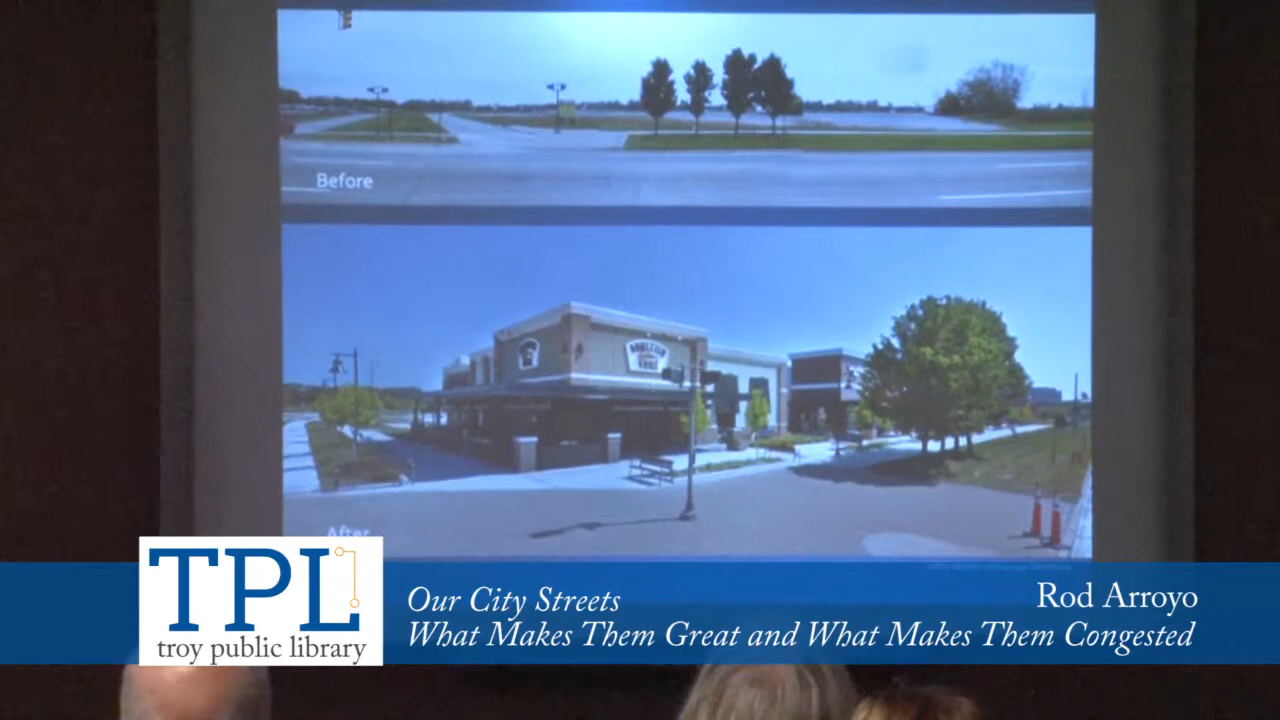 Before
After
TPL
troy public library
Our City Streets
Rod Arroyo
What Makes Them Great and What Makes Them Congested